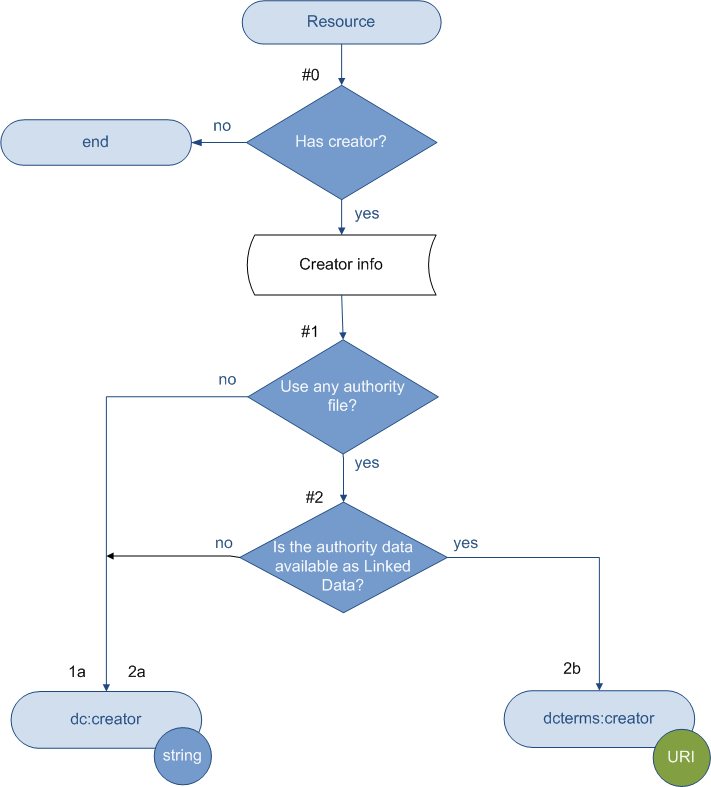 Resource
#0
Has creator?
no
end
yes
Creator info
#1
Use any authority
file?
no
yes
#2
Is the authority data
available as Linked
Data?
no
yes
1a
2a
2b
dc:creator
string
dcterms:creator
URI